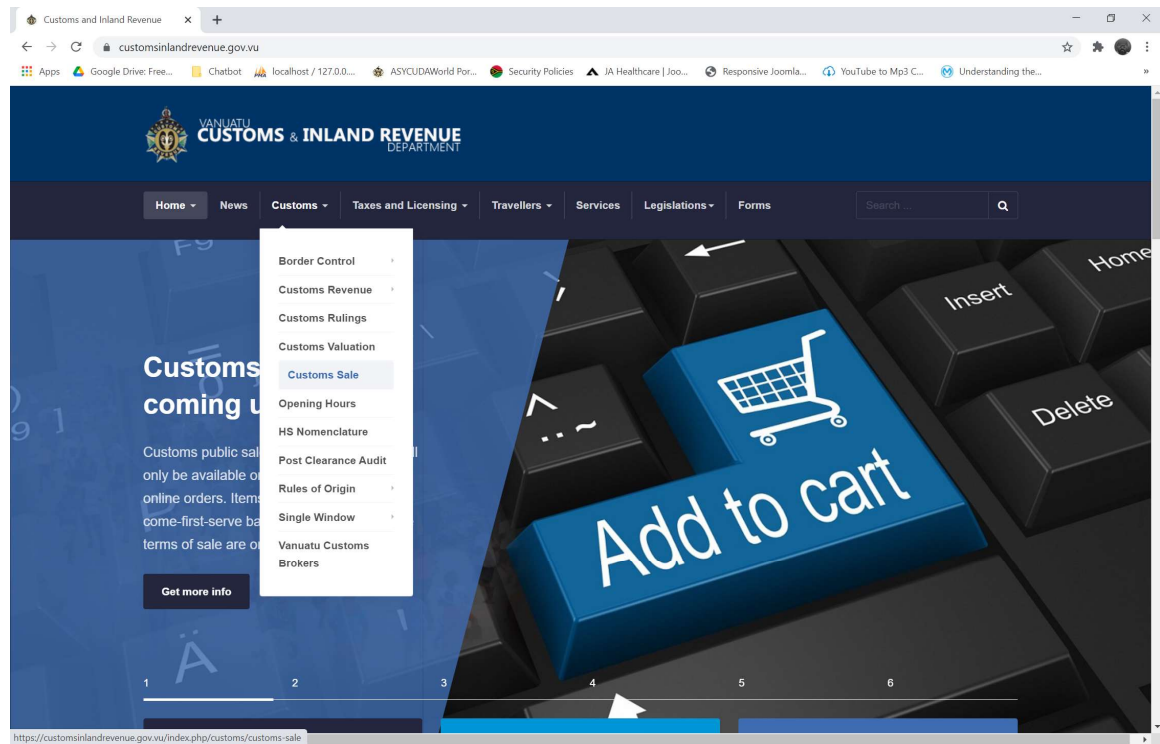 Customs and Inland Revenue
customsinlandrevenue.gov.vu
Apps Google Drive: Free... Chatbot localhost / 127.0.0.... ASYCUDAWorld Por... Security Policies JA Healthcare | Joo... Responsive Joomla... YouTube to Mp3 C... Understanding the... »
VANUATU
CUSTOMS & INLAND REVENUE
DEPARTMENT
Home News Customs Taxes and Licensing Travellers Services Legislations Forms Search ...
Border Control
Customs Revenue
Customs Rulings
Customs Valuation
Customs Sale
Opening Hours
HS Nomenclature
Post Clearance Audit
Rules of Origin
Single Window
Vanuatu Customs
Brokers
Customs
coming u
Customs public sal
only be available o
online orders. Items
come-first-serve ba
terms of sale are o
Get more info
F9
Home
Insert
Delete
Add to cart
Ä
1 2 3 4 5 6
https://customsinlandrevenue.gov.vu/index.php/customs/customs-sale